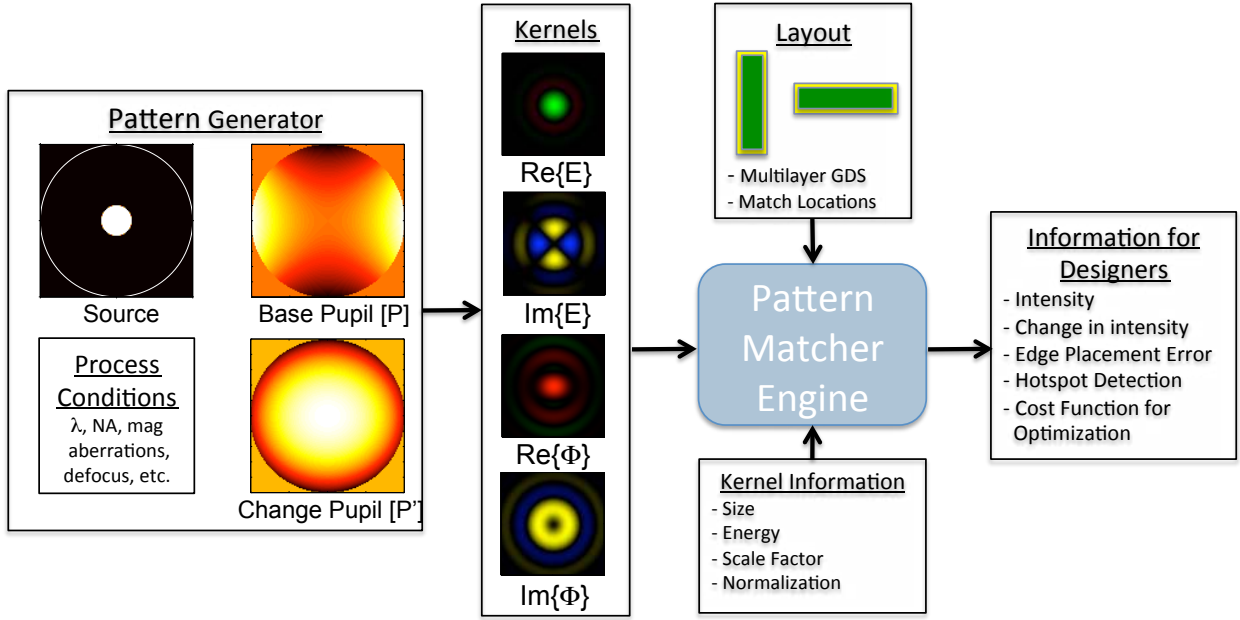 Pattern Generator
Source
Base Pupil [P]
Process
Conditions
λ, NA, mag
aberrations,
defocus, etc.
Change Pupil [P']
Kernels
Re{E}
Im{E}
Re{Φ}
Im{Φ}
Layout
- Multilayer GDS
- Match Locations
Pattern
Matcher
Engine
Kernel Information
- Size
- Energy
- Scale Factor
- Normalization
Information for
Designers
- Intensity
- Change in intensity
- Edge Placement Error
- Hotspot Detection
- Cost Function for
Optimization